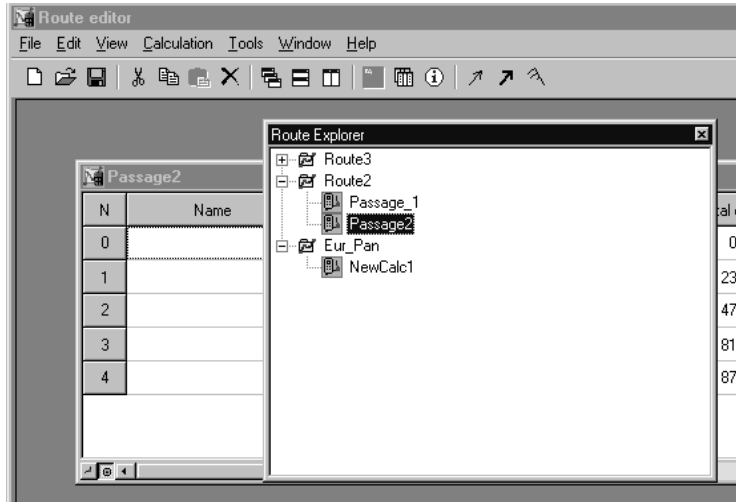 Route editor
File Edit View Calculation Tools Window Help
Route Explorer
Route3
Route2
Passage_1
Passage2
Eur_Pan
NewCalc1
Passage2
N Name
0 0
1 23
2 47
3 81
4 87